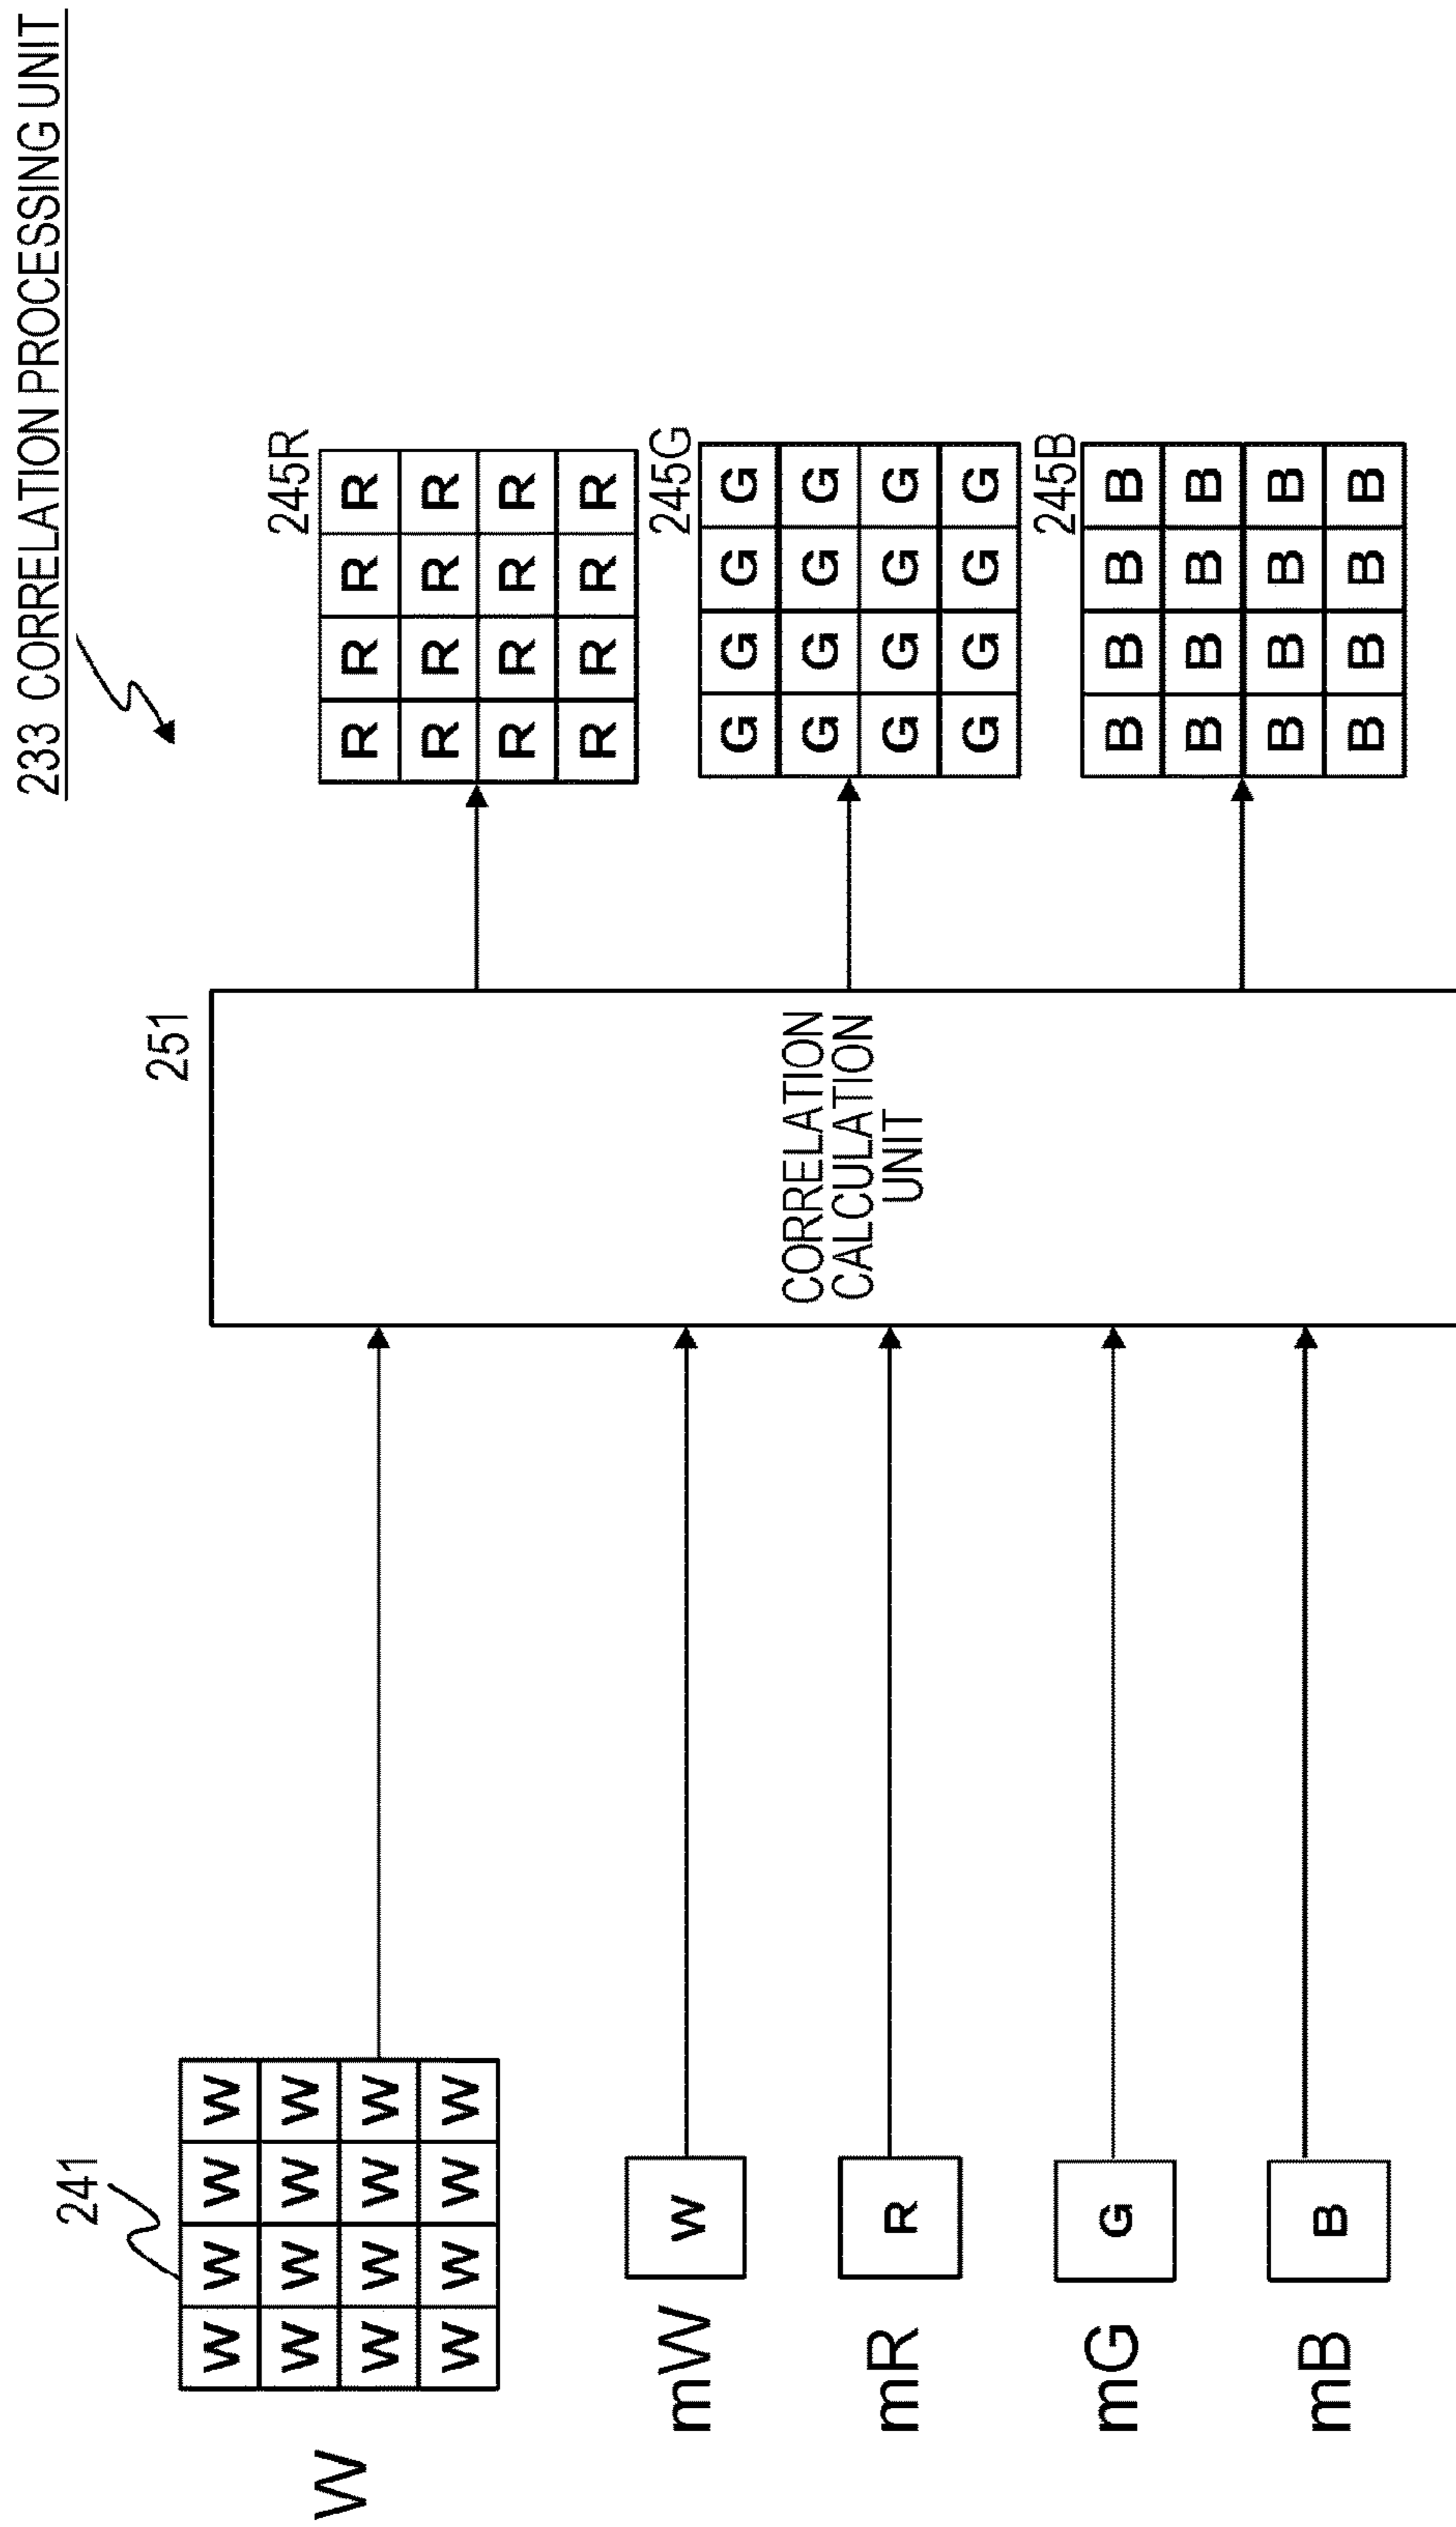 233 CORRELATION PROCESSING UNIT
241
W
W W W W
W W W W
W W W W
W W W W
mW
W
mR
R
mG
G
mB
B
251
CORRELATION
CALCULATION
UNIT
245R
R R R R
R R R R
R R R R
R R R R
245G
G G G G
G G G G
G G G G
G G G G
245B
B B B B
B B B B
B B B B
B B B B